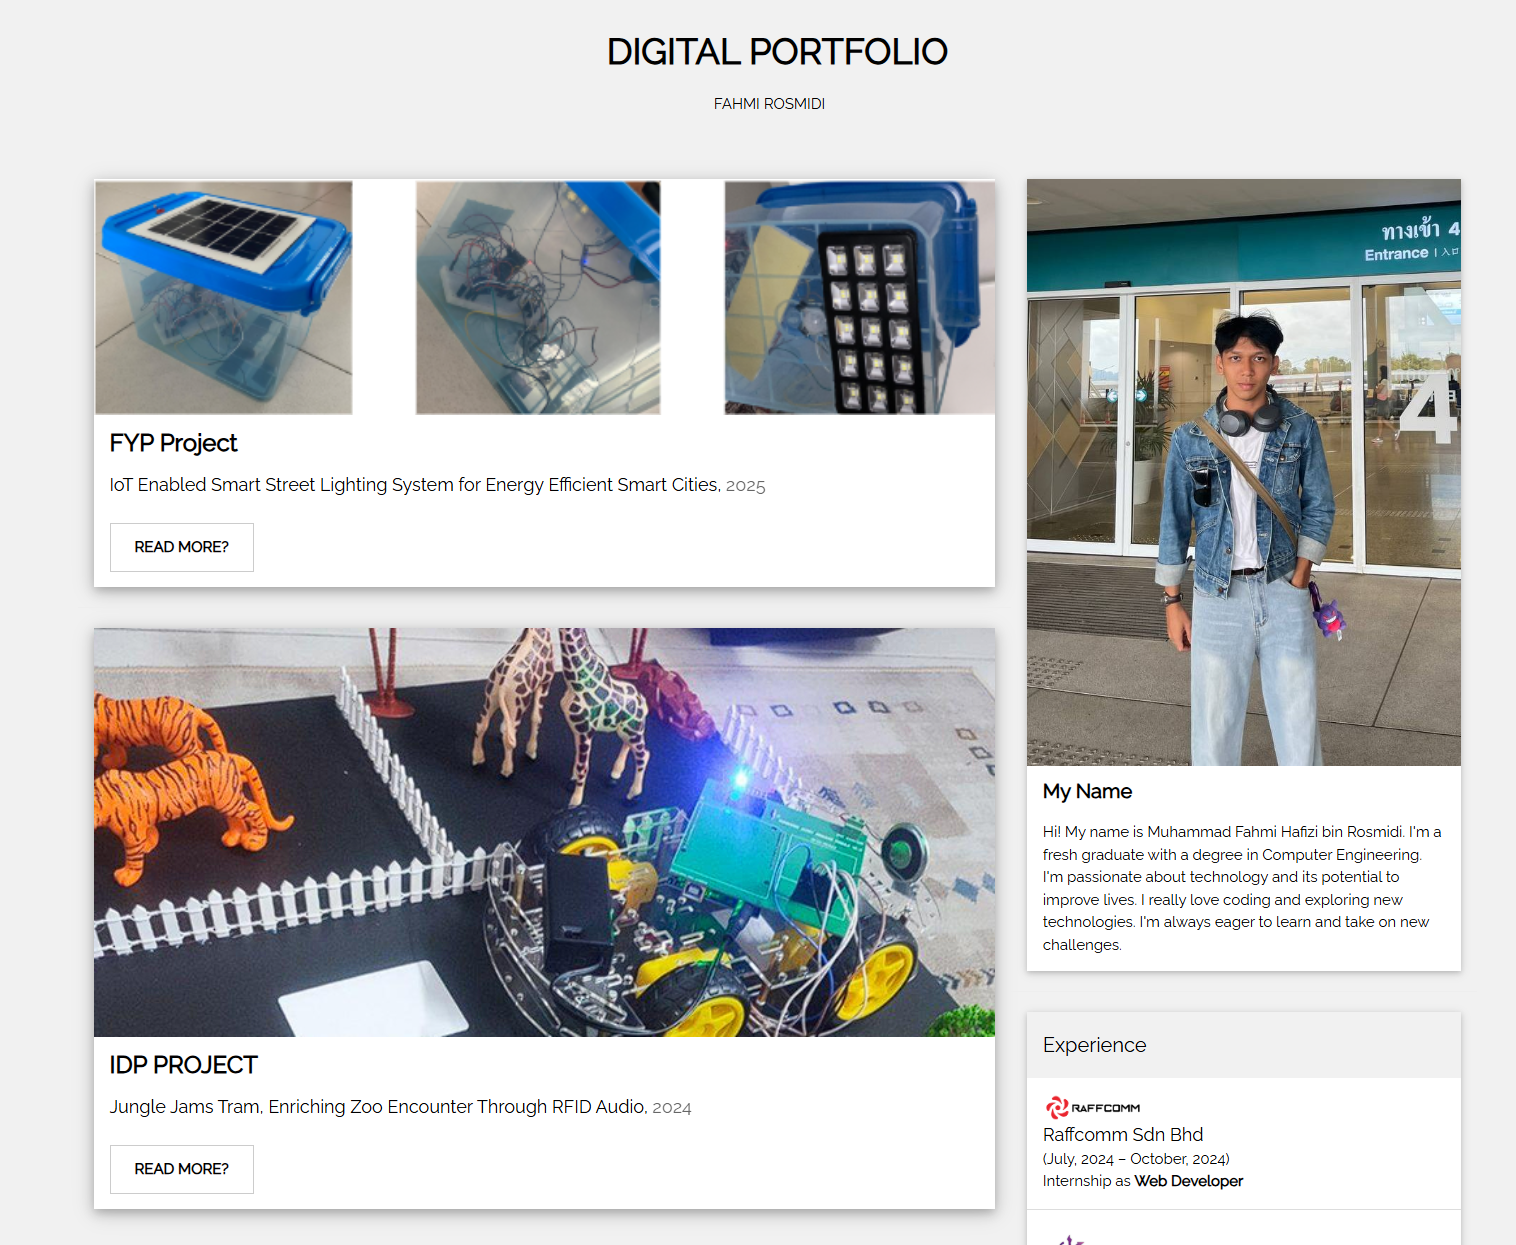 DIGITAL PORTFOLIO
FAHMI ROSMIDI
FYP Project
IoT Enabled Smart Street Lighting System for Energy Efficient Smart Cities, 2025
READ MORE?
IDP PROJECT
Jungle Jams Tram, Enriching Zoo Encounter Through RFID Audio, 2024
READ MORE?
ทางเข้า 4
Entrance | 入口
4
My Name
Hi! My name is Muhammad Fahmi Hafizi bin Rosmidi. I'm a
fresh graduate with a degree in Computer Engineering.
I'm passionate about technology and its potential to
improve lives. I really love coding and exploring new
technologies. I'm always eager to learn and take on new
challenges.
Experience
RAFFCOMM
Raffcomm Sdn Bhd
(July, 2024 – October, 2024)
Internship as Web Developer